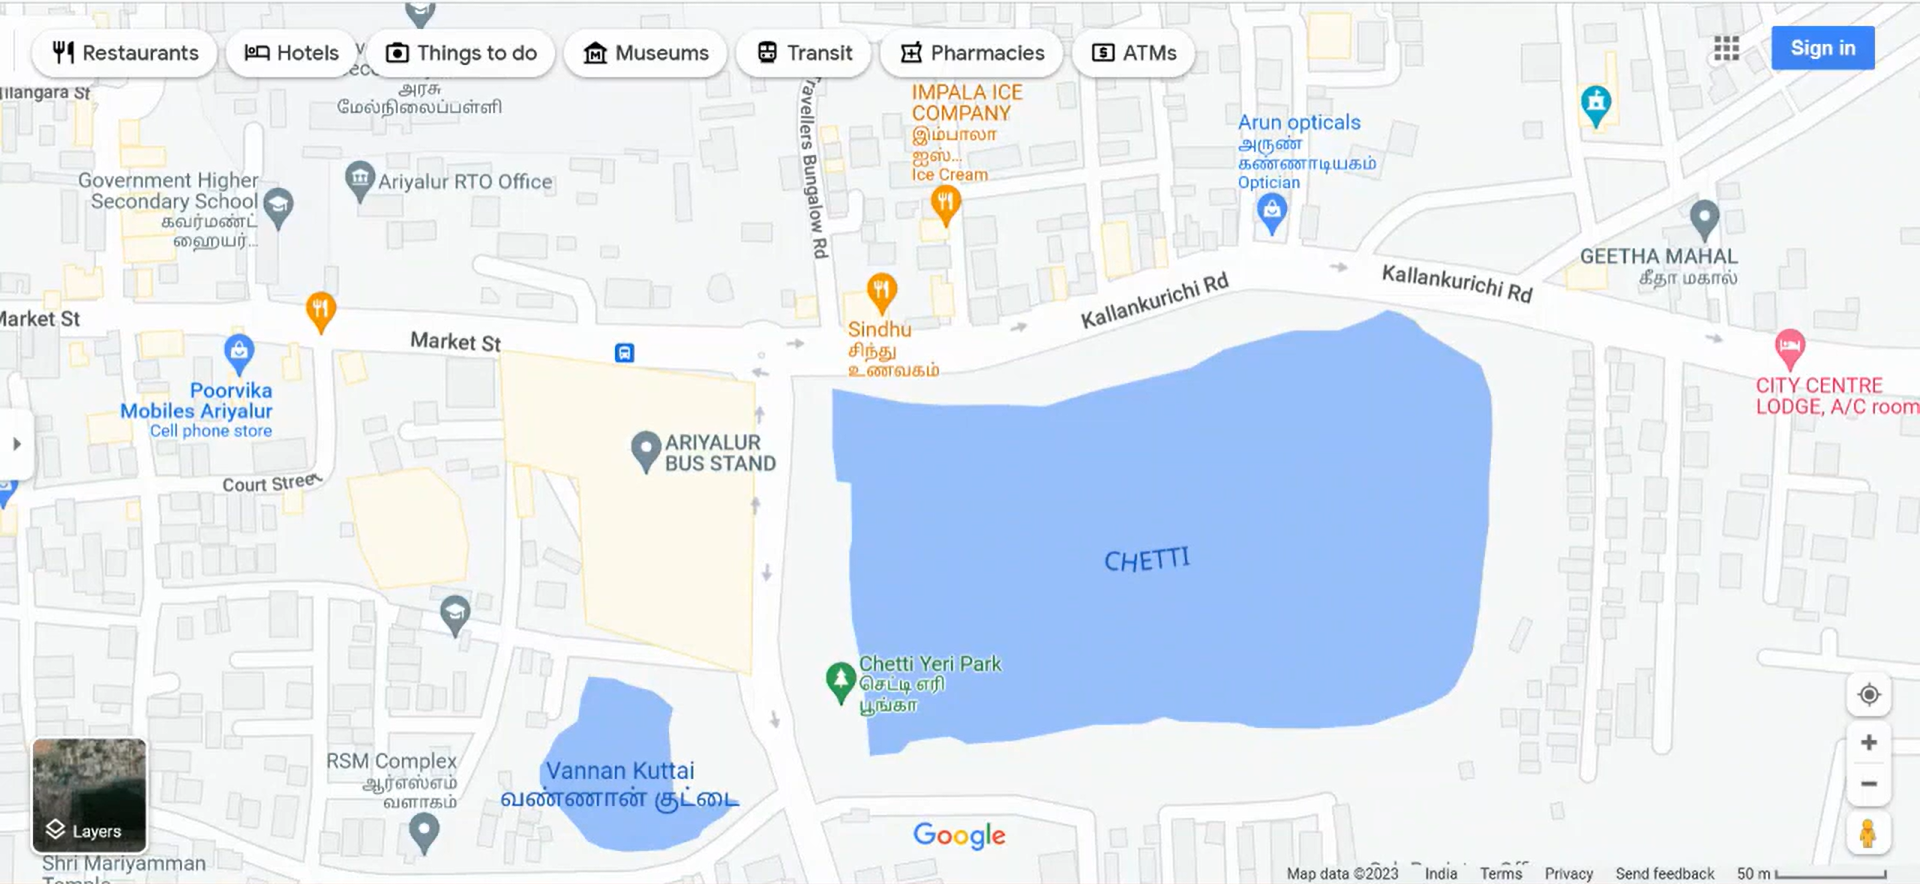 Restaurants
Hotels
Things to do
Museums
Transit
Pharmacies
ATMs
Sign in
அரசு
மேல்நிலைப்பள்ளி
Government Higher
Secondary School
கவர்மண்ட்
ஹையர்...
Ariyalur RTO Office
Travellers Bungalow Rd
IMPALA ICE
COMPANY
இம்பாலா
ஐஸ்...
Ice Cream
Arun opticals
அருண்
கண்ணாடியகம்
Optician
GEETHA MAHAL
கீதா மகால்
Kallankurichi Rd
Kallankurichi Rd
Market St
Market St
Sindhu
சிந்து
உணவகம்
Poorvika
Mobiles Ariyalur
Cell phone store
CITY CENTRE
LODGE, A/C room
ARIYALUR
BUS STAND
Court Street
CHETTI
Chetti Yeri Park
செட்டி எரி
பூங்கா
RSM Complex
ஆர்எஸ்எம்
வளாகம்
Vannan Kuttai
வண்ணான் குட்டை
Layers
Google
Shri Mariyamman
Temple
Map data ©2023
India
Terms
Privacy
Send feedback
50 m